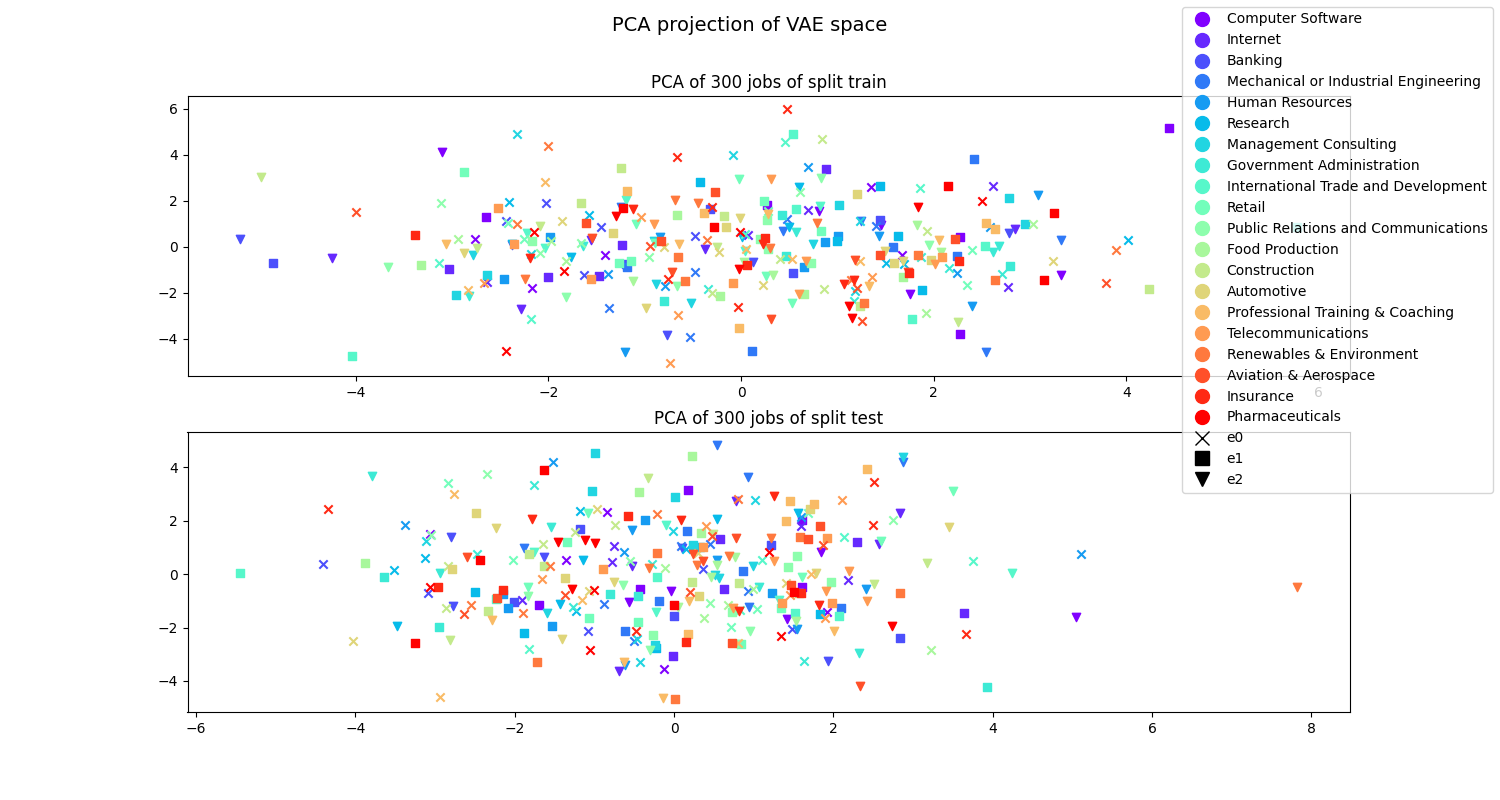 PCA projection of VAE space
PCA of 300 jobs of split train
6
4
2
0
−2
−4
−4
−2
0
2
4
6
PCA of 300 jobs of split test
4
2
0
−2
−4
−6
−4
−2
0
2
4
6
8
Computer Software
Internet
Banking
Mechanical or Industrial Engineering
Human Resources
Research
Management Consulting
Government Administration
International Trade and Development
Retail
Public Relations and Communications
Food Production
Construction
Automotive
Professional Training & Coaching
Telecommunications
Renewables & Environment
Aviation & Aerospace
Insurance
Pharmaceuticals
e0
e1
e2